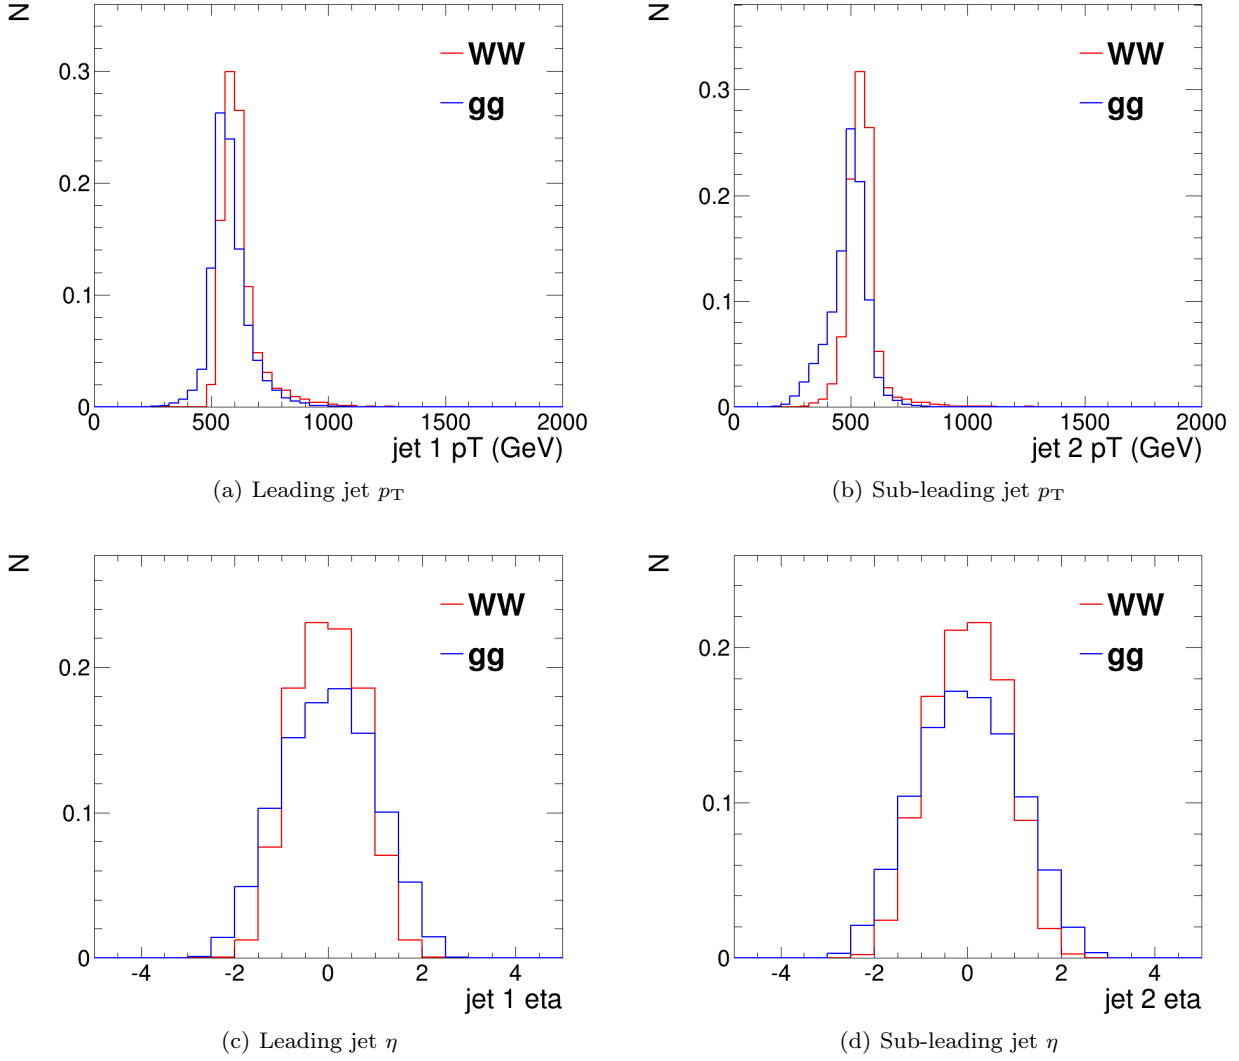 N
WW
gg
0.3
0.2
0.1
0
0 500 1000 1500 2000
jet 1 pT (GeV)
(a) Leading jet pT
N
WW
gg
0.3
0.2
0.1
0
0 500 1000 1500 2000
jet 2 pT (GeV)
(b) Sub-leading jet pT
N
WW
gg
0.2
0.1
0
-4 -2 0 2 4
jet 1 eta
(c) Leading jet η
N
WW
gg
0.2
0.1
0
-4 -2 0 2 4
jet 2 eta
(d) Sub-leading jet η